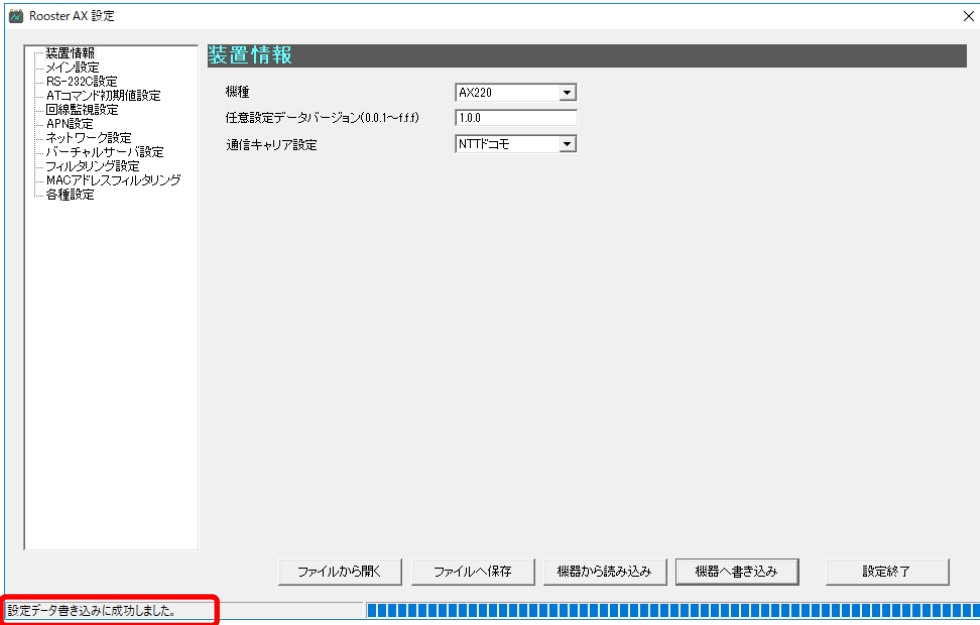 Rooster AX 設定
装置情報
メイン設定
RS-232C設定
ATコマンド初期値設定
回線監視設定
APN設定
ネットワーク設定
バーチャルサーバ設定
フィルタリング設定
MACアドレスフィルタリング
各種設定
装置情報
機種
AX220
任意設定データバージョン(0.0.1～f.f.f)
1.0.0
通信キャリア設定
NTTドコモ
ファイルから開く
ファイルへ保存
機器から読み込み
機器へ書き込み
設定終了
設定データ書き込みに成功しました。